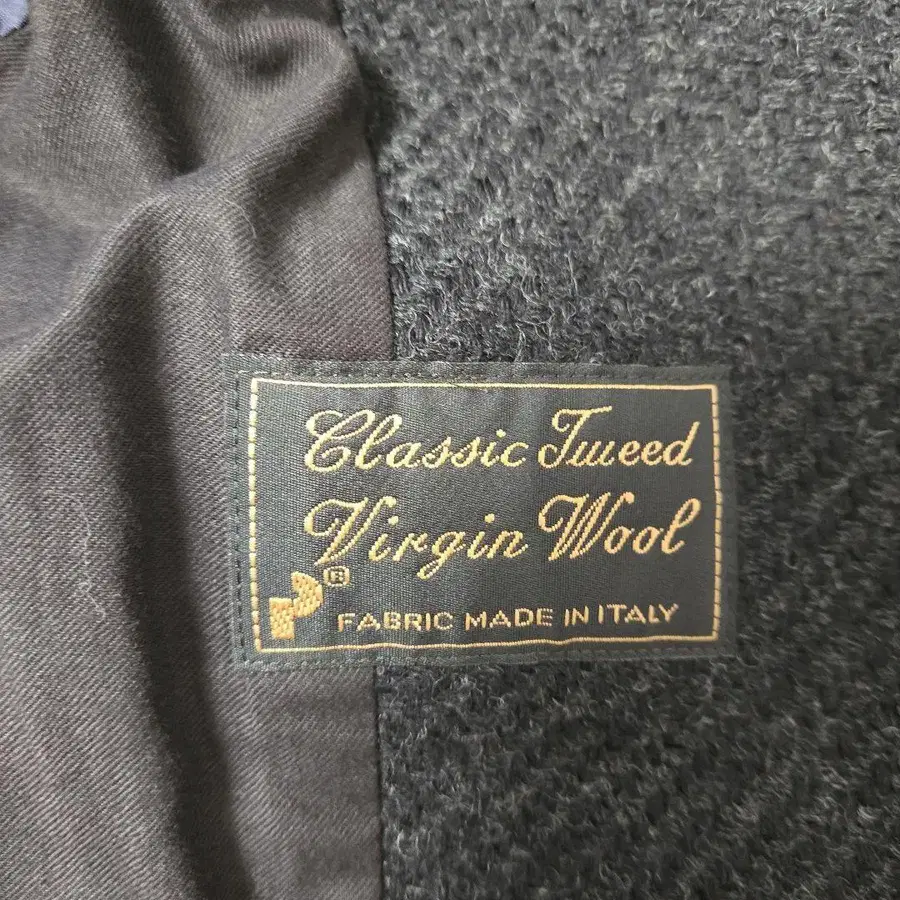 Classic Tweed
Virgin Wool
®
FABRIC MADE IN ITALY